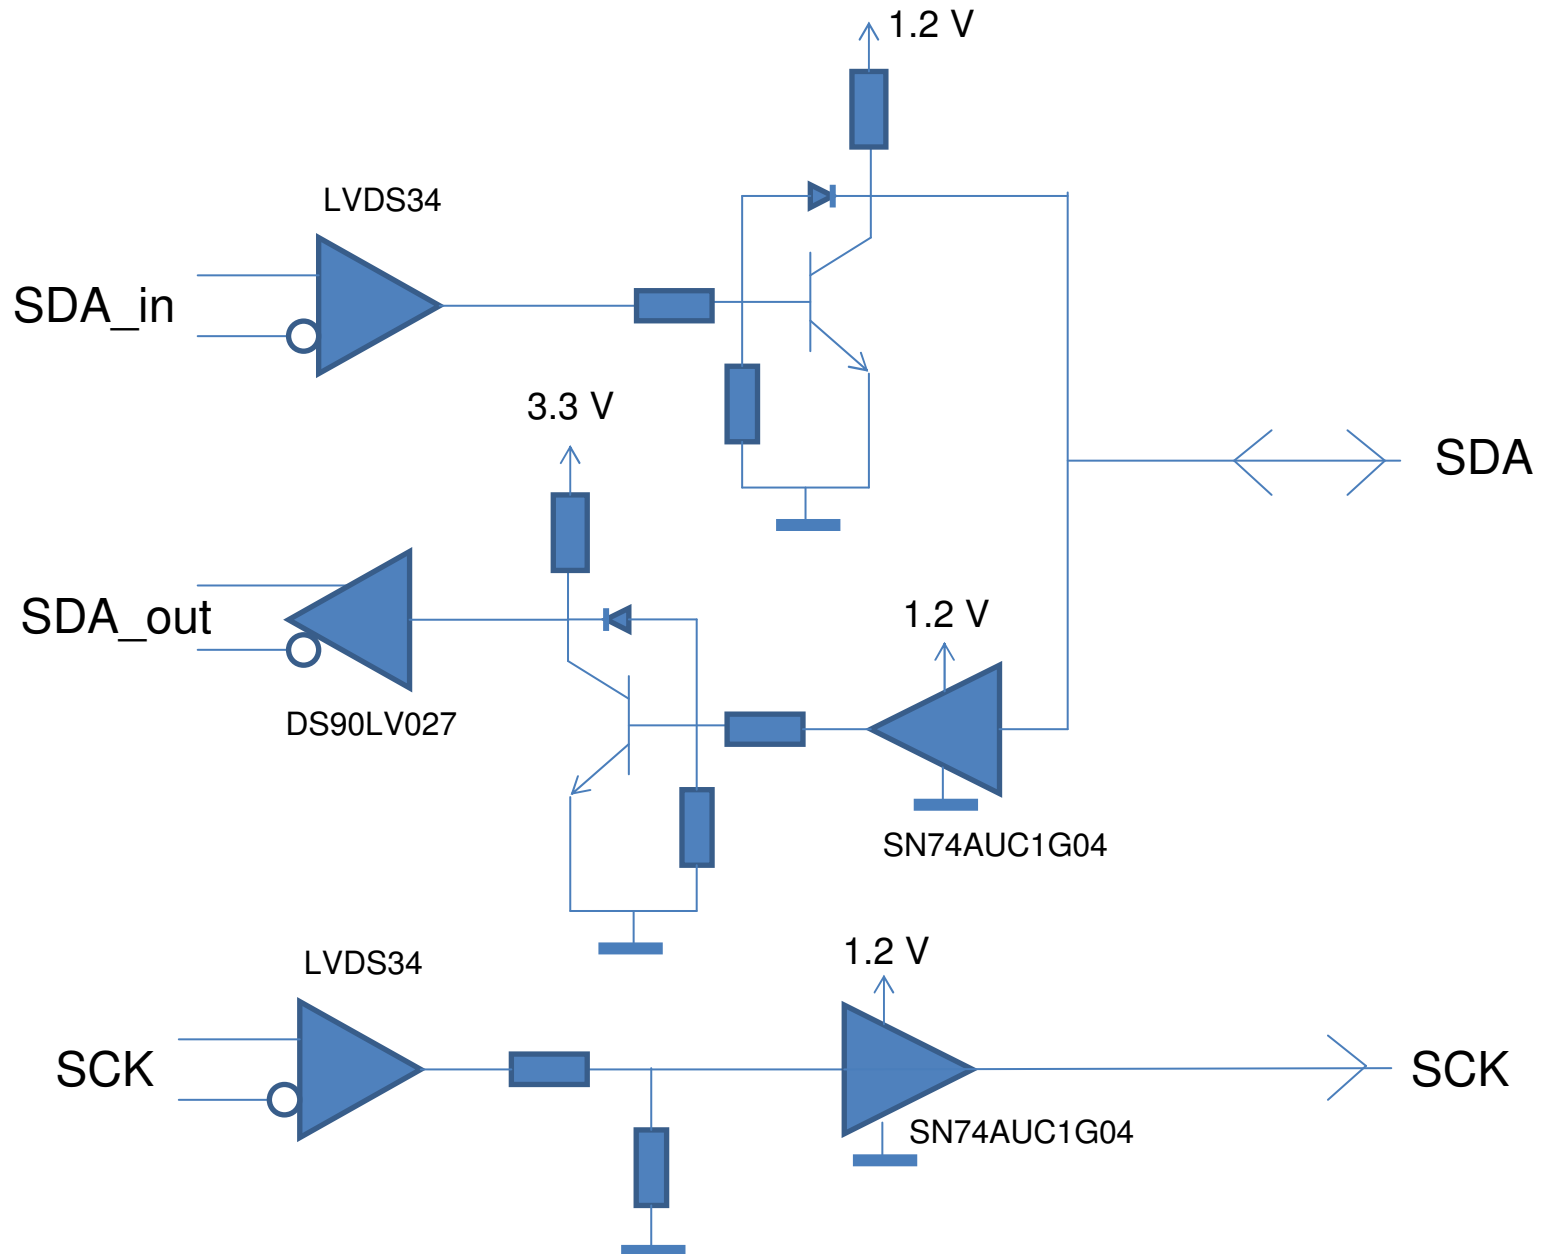 1.2 V
LVDS34
SDA_in
3.3 V
SDA
SDA_out
1.2 V
DS90LV027
SN74AUC1G04
LVDS34
1.2 V
SCK
SCK
SN74AUC1G04